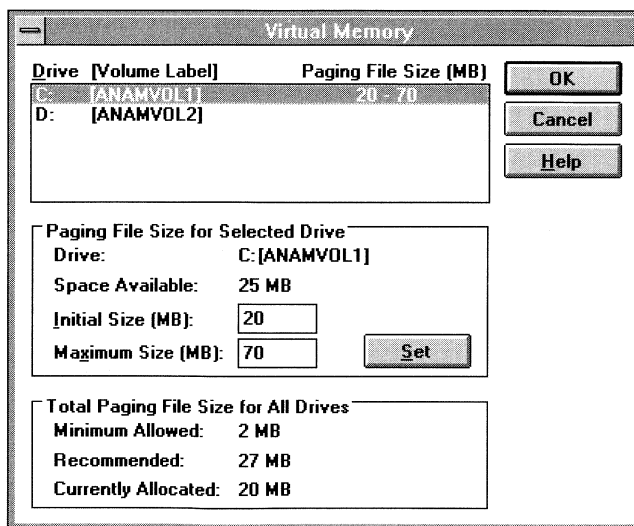 Virtual Memory
Drive [Volume Label] Paging File Size (MB)
C: [ANAMVOL1] 20 - 70
D: [ANAMVOL2]
OK
Cancel
Help
Paging File Size for Selected Drive
Drive: C:[ANAMVOL1]
Space Available: 25 MB
Initial Size (MB): 20
Maximum Size (MB): 70
Set
Total Paging File Size for All Drives
Minimum Allowed: 2 MB
Recommended: 27 MB
Currently Allocated: 20 MB